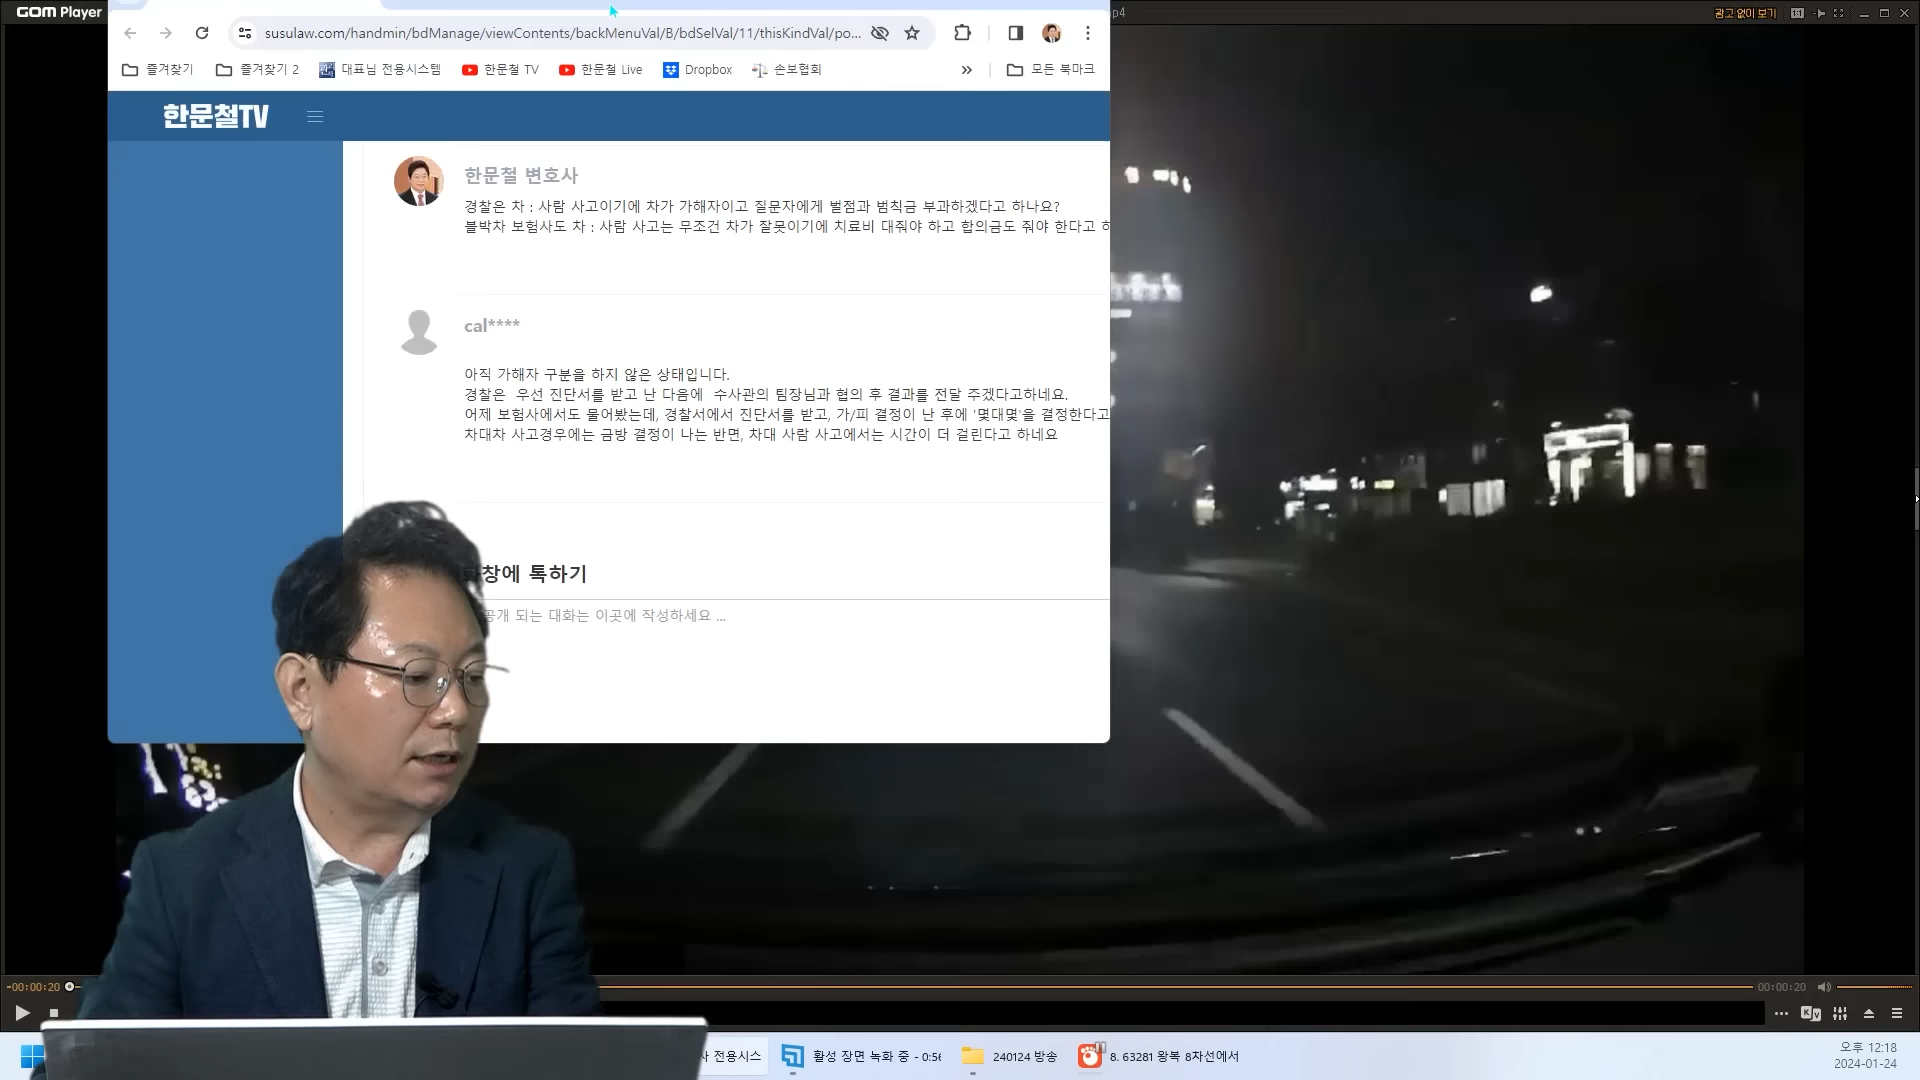 GOM Player
p4
광고 없이 보기
susulaw.com/handmin/bdManage/viewContents/backMenuVal/B/bdSelVal/11/thisKindVal/po...
즐겨찾기
즐겨찾기 2
대표님 전용시스템
한문철 TV
한문철 Live
Dropbox
손보협회
모든 북마크
한문철TV
한문철 변호사
경찰은 차 : 사람 사고이기에 차가 가해자이고 질문자에게 벌점과 범칙금 부과하겠다고 하나요?
블박차 보험사도 차 : 사람 사고는 무조건 차가 잘못이기에 치료비 대줘야 하고 합의금도 줘야 한다고
cal****
아직 가해자 구분을 하지 않은 상태입니다.
경찰은 우선 진단서를 받고 난 다음에 수사관의 팀장님과 협의 후 결과를 전달 주겠다고하네요.
어제 보험사에서도 물어봤는데, 경찰서에서 진단서를 받고, 가/피 결정이 난 후에 '몇대몇'을 결정한다고
차대차 사고경우에는 금방 결정이 나는 반면, 차대 사람 사고에서는 시간이 더 걸린다고 하네요
창에 톡하기
공개 되는 대화는 이곳에 작성하세요 ...
-00:00:20
00:00:20
사 전용시스
활성 장면 녹화 중 - 0:56
240124 방송
8. 63281 왕복 8차선에서
오후 12:18
2024-01-24